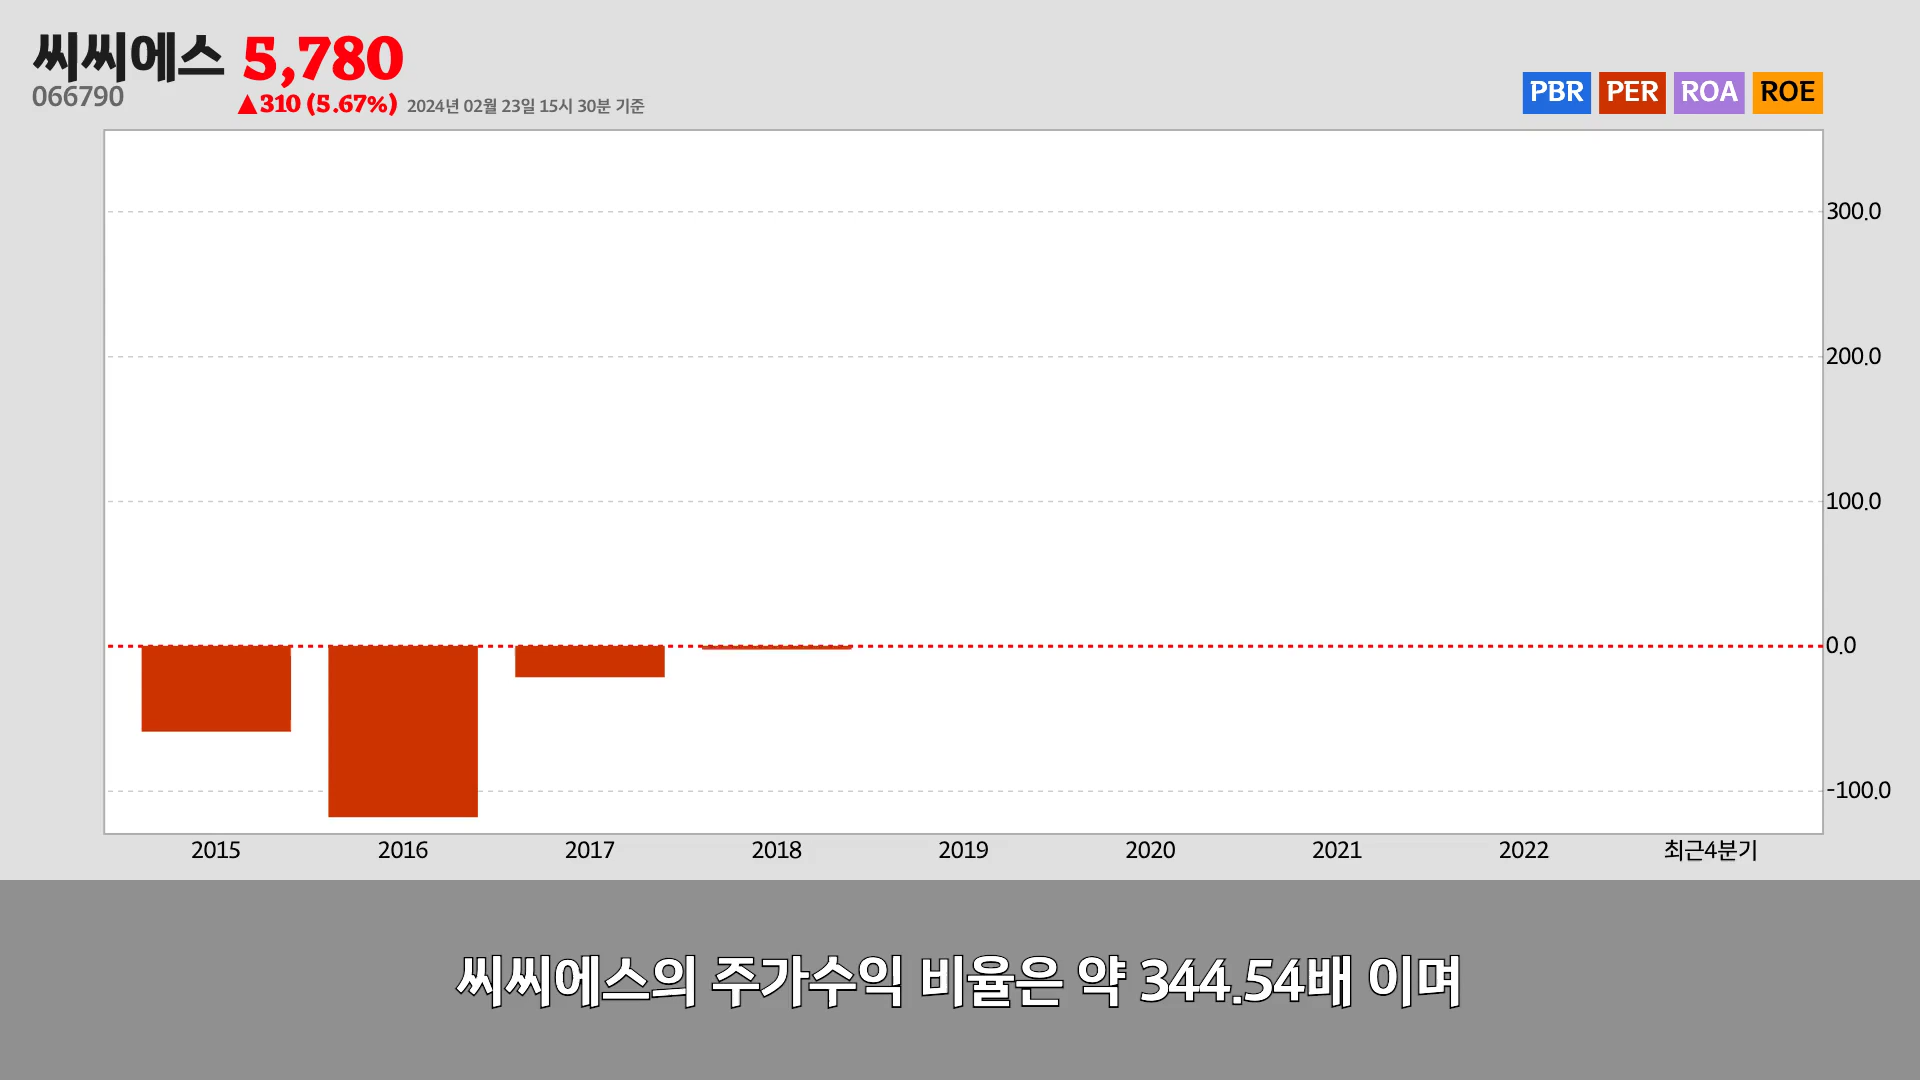 씨씨에스 5,780
066790
▲310 (5.67%) 2024년 02월 23일 15시 30분 기준
PBR PER ROA ROE
300.0
200.0
100.0
0.0
-100.0
2015 2016 2017 2018 2019 2020 2021 2022 최근4분기
씨씨에스의 주가수익 비율은 약 344.54배 이며